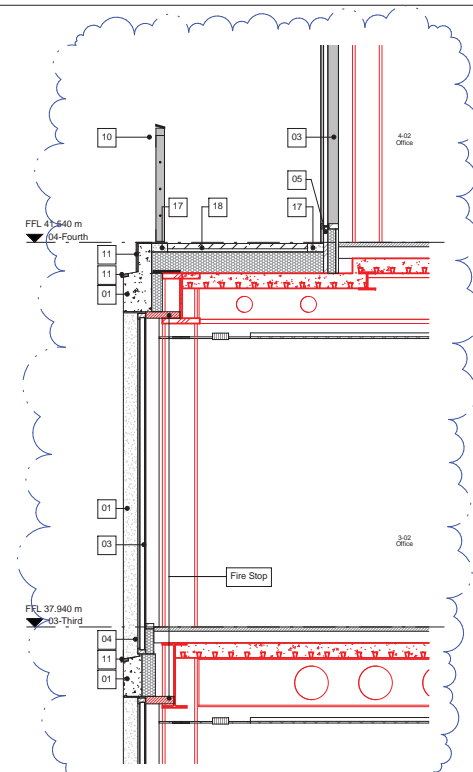 10
03
4-02
Office
05
17
18
17
FFL 41.540 m
04-Fourth
11
11
01
01
03
3-02
Office
Fire Stop
FFL 37.940 m
03-Third
04
11
01